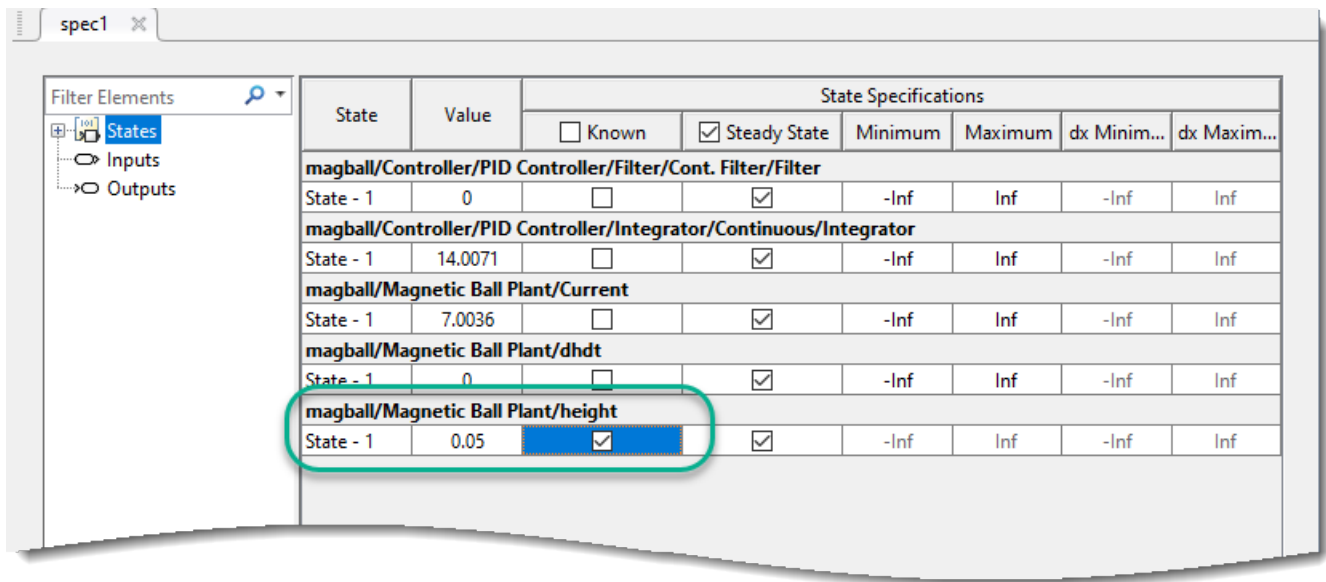 spec1
Filter Elements
States
Inputs
Outputs
State Value State Specifications
Known Steady State Minimum Maximum dx Minim... dx Maxim...
magball/Controller/PID Controller/Filter/Cont. Filter/Filter
State - 1 0 -Inf Inf -Inf Inf
magball/Controller/PID Controller/Integrator/Continuous/Integrator
State - 1 14.0071 -Inf Inf -Inf Inf
magball/Magnetic Ball Plant/Current
State - 1 7.0036 -Inf Inf -Inf Inf
magball/Magnetic Ball Plant/dhdt
State - 1 0 -Inf Inf -Inf Inf
magball/Magnetic Ball Plant/height
State - 1 0.05 -Inf Inf -Inf Inf